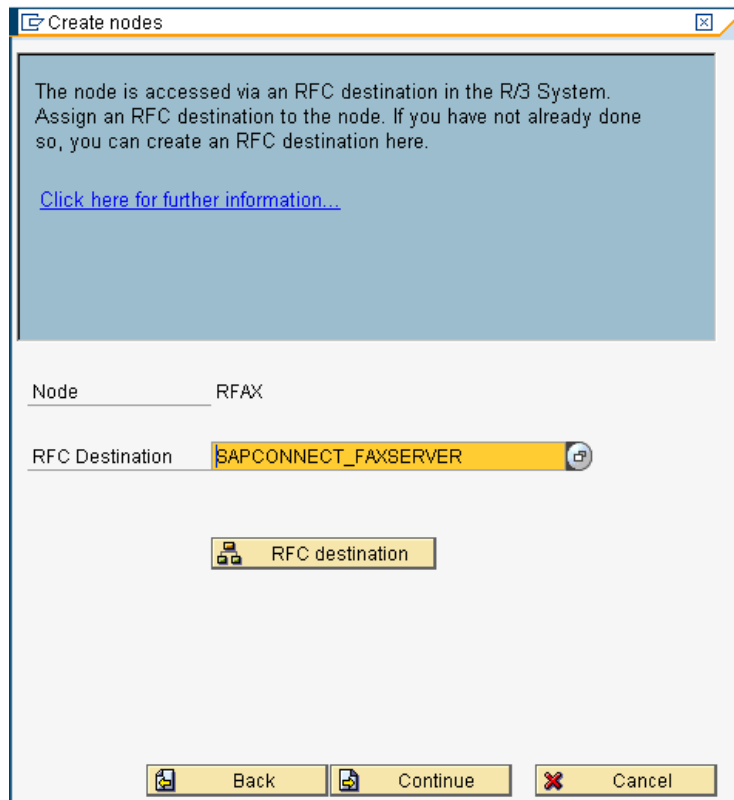 Create nodes
The node is accessed via an RFC destination in the R/3 System.
Assign an RFC destination to the node. If you have not already done
so, you can create an RFC destination here.
Click here for further information...
Node RFAX
RFC Destination SAPCONNECT_FAXSERVER
RFC destination
Back Continue Cancel